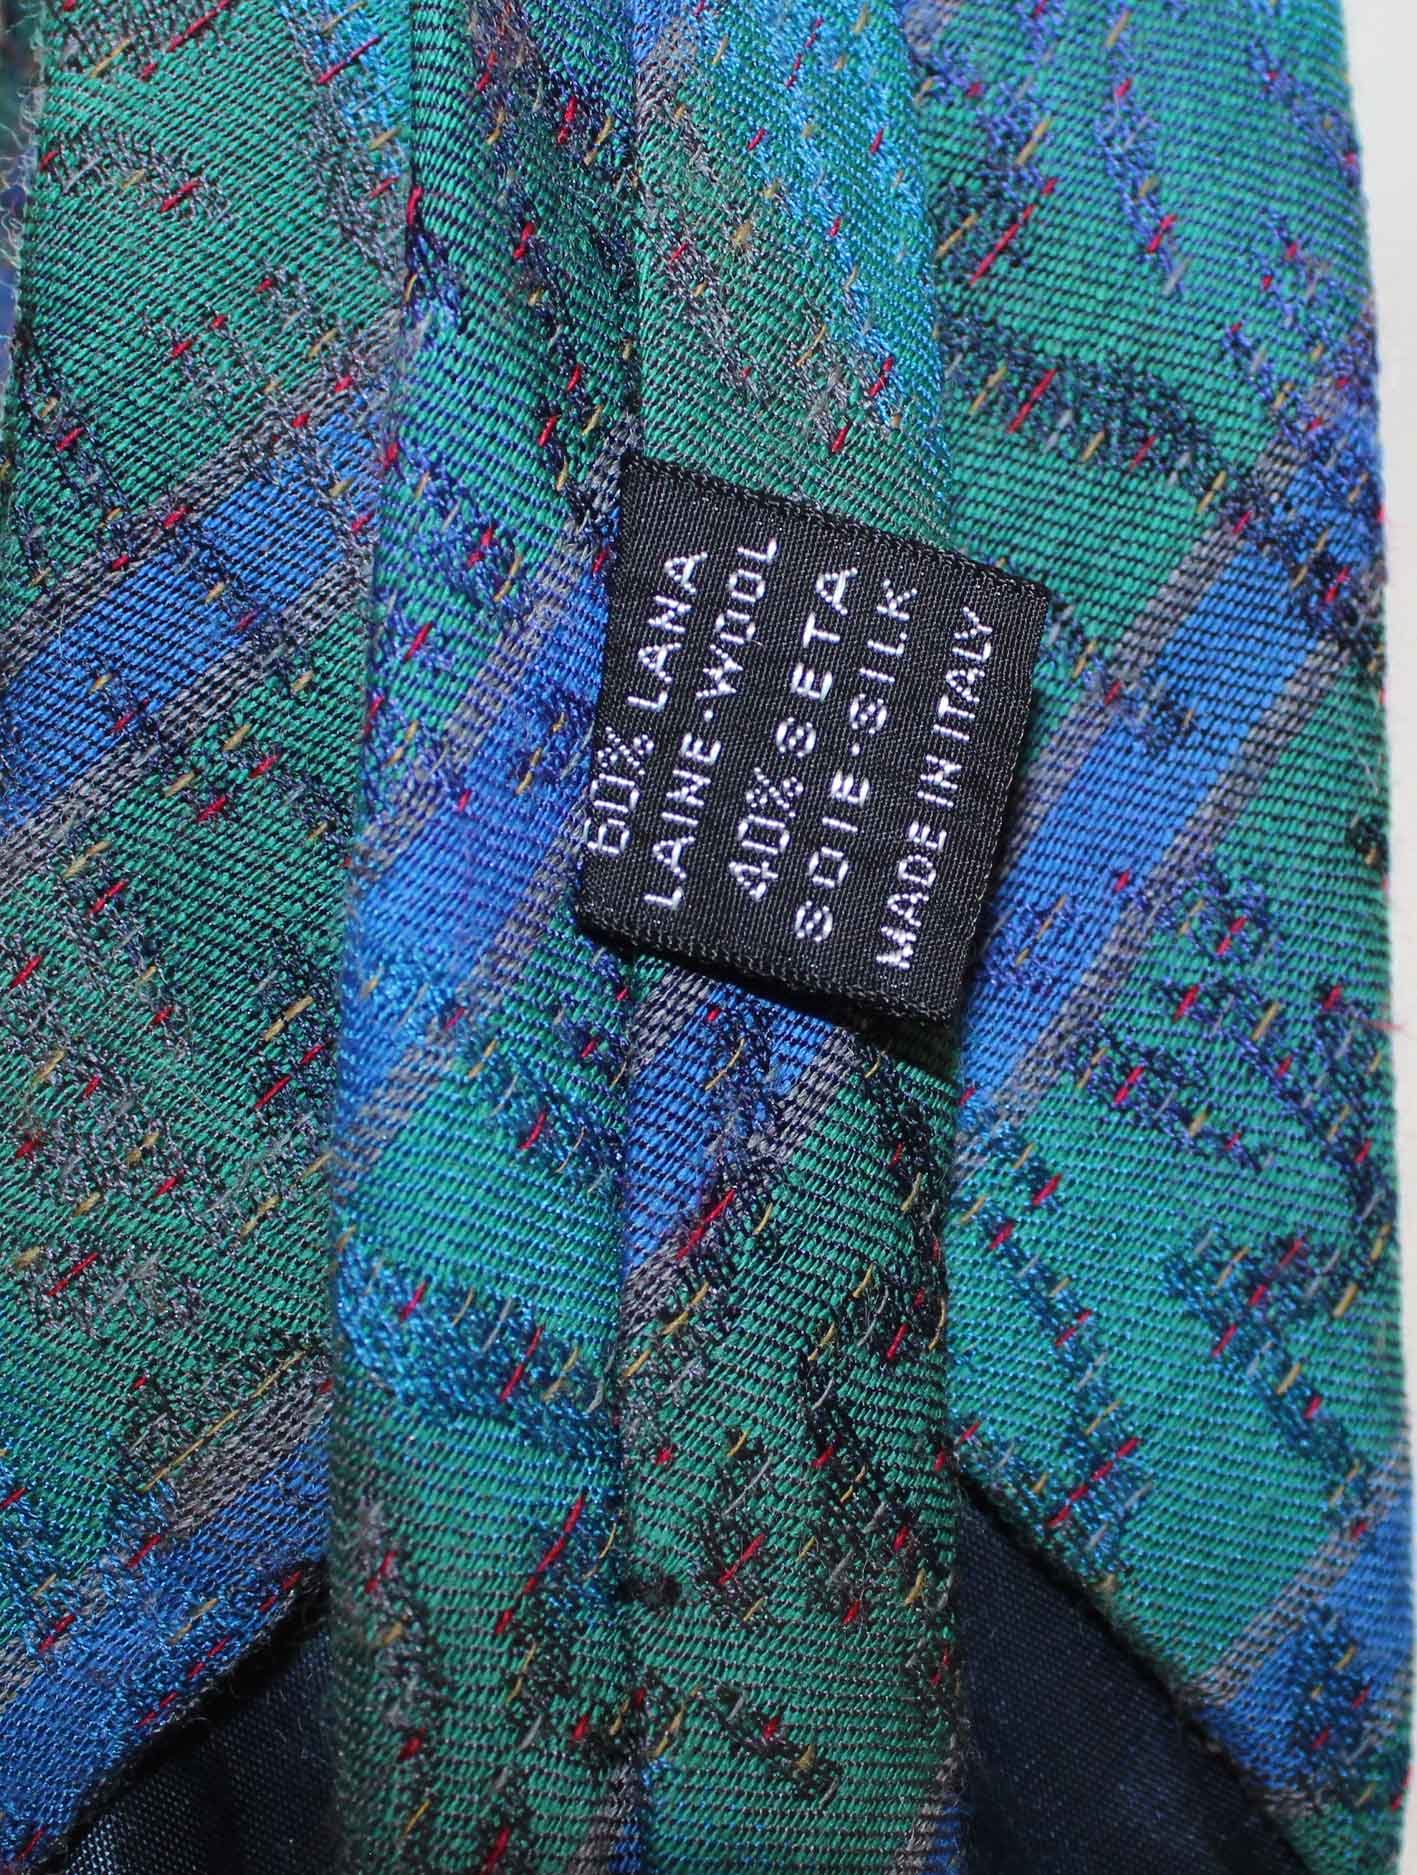 60% LANA
LAINE-WOOL
40% SETA
SOIE-SILK
MADE IN ITALY